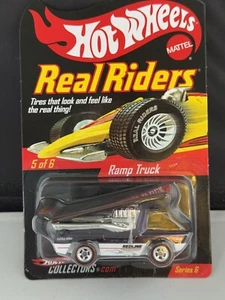 Hot Wheels
MATTEL
Real Riders
Tires that look and feel like
the real thing!
REAL RIDERS
5 of 6
Ramp Truck
REDLINE
COLLECTORS.com
Series 6